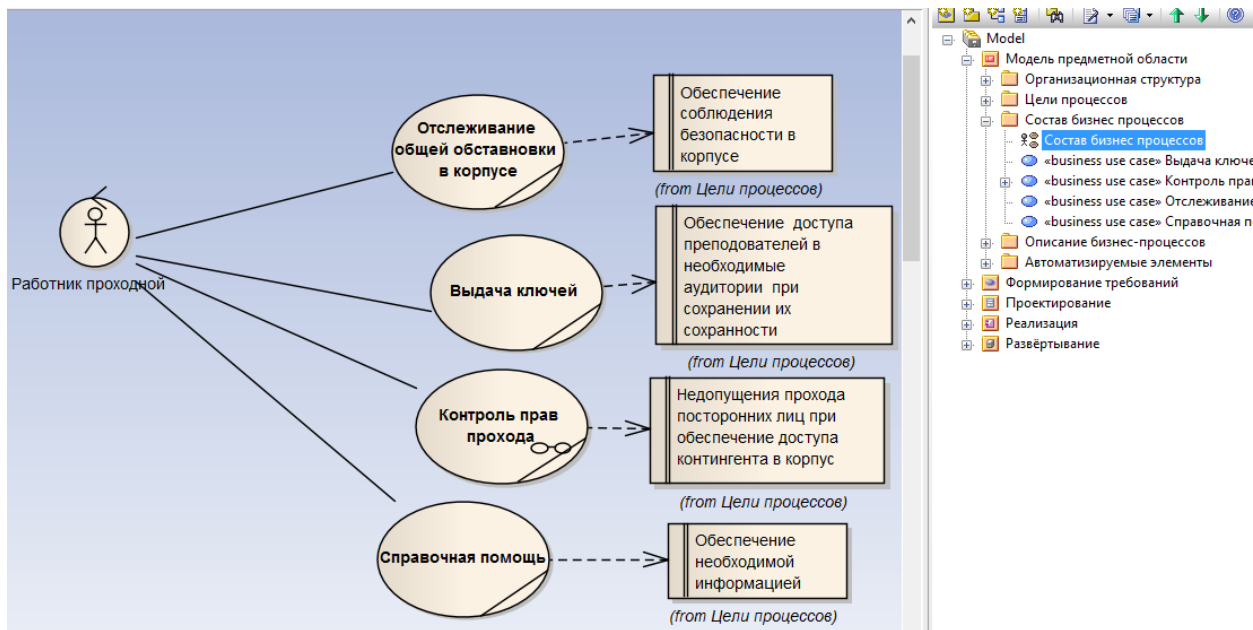 Отслеживание
общей обставновки
в корпусе
Обеспечение
соблюдения
безопасности в
корпусе
(from Цели процессов)
Работник проходной
Выдача ключей
Обеспечение доступа
преподователей в
необходимые
аудитории при
сохранении их
сохранности
(from Цели процессов)
Контроль прав
прохода
Недопущения прохода
посторонних лиц при
обеспечение доступа
контингента в корпус
(from Цели процессов)
Справочная помощь
Обеспечение
необходимой
информацией
(from Цели процессов)
Model
Модель предметной области
Организационная структура
Цели процессов
Состав бизнес процессов
Состав бизнес процессов
«business use case» Выдача ключе
«business use case» Контроль прав
«business use case» Отслеживание
«business use case» Справочная п
Описание бизнес-процессов
Автоматизируемые элементы
Формирование требований
Проектирование
Реализация
Развёртывание